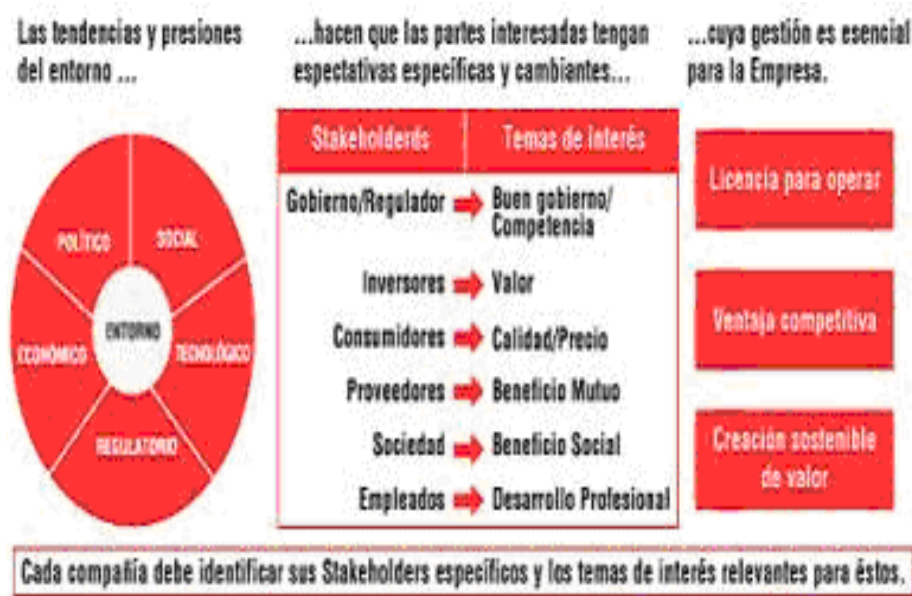 Las tendencias y presiones
del entorno ...
...hacen que las partes interesadas tengan
espectativas específicas y cambiantes...
...cuya gestión es esencial
para la Empresa.
POLÍTICO
SOCIAL
ECONÓMICO
ENTORNO
TECNOLÓGICO
REGULATORIO
Stakeholders
Temas de interés
Gobierno/Regulador
Buen gobierno/
Competencia
Inversores
Valor
Consumidores
Calidad/Precio
Proveedores
Beneficio Mutuo
Sociedad
Beneficio Social
Empleados
Desarrollo Profesional
Licencia para operar
Ventaja competitiva
Creación sostenible
de valor
Cada compañía debe identificar sus Stakeholders específicos y los temas de interés relevantes para éstos.